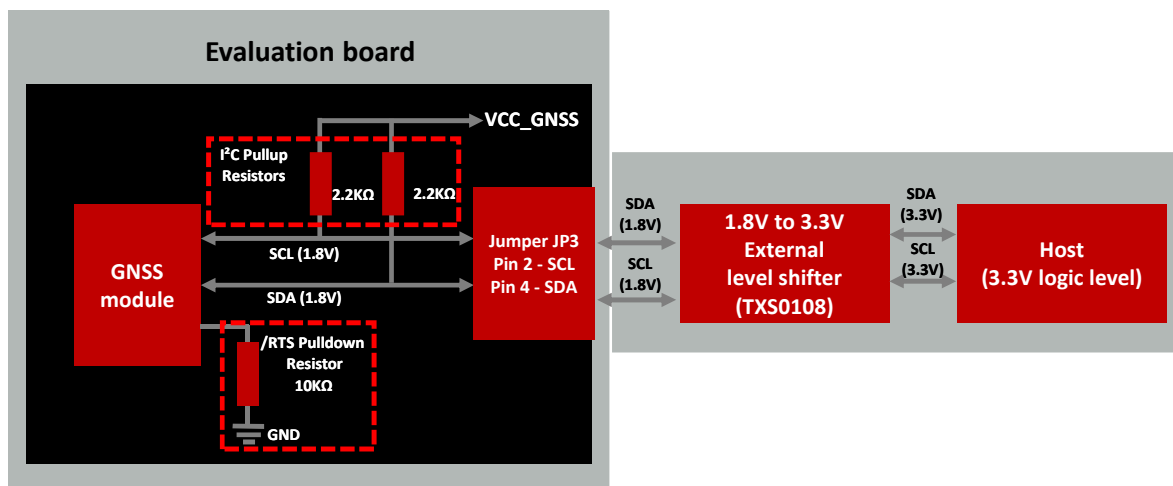 Evaluation board
VCC_GNSS
I²C Pullup
Resistors
2.2KΩ
2.2KΩ
GNSS
module
SCL (1.8V)
SDA (1.8V)
Jumper JP3
Pin 2 - SCL
Pin 4 - SDA
/RTS Pulldown
Resistor
10KΩ
GND
SDA
(1.8V)
SCL
(1.8V)
1.8V to 3.3V
External
level shifter
(TXS0108)
SDA
(3.3V)
SCL
(3.3V)
Host
(3.3V logic level)